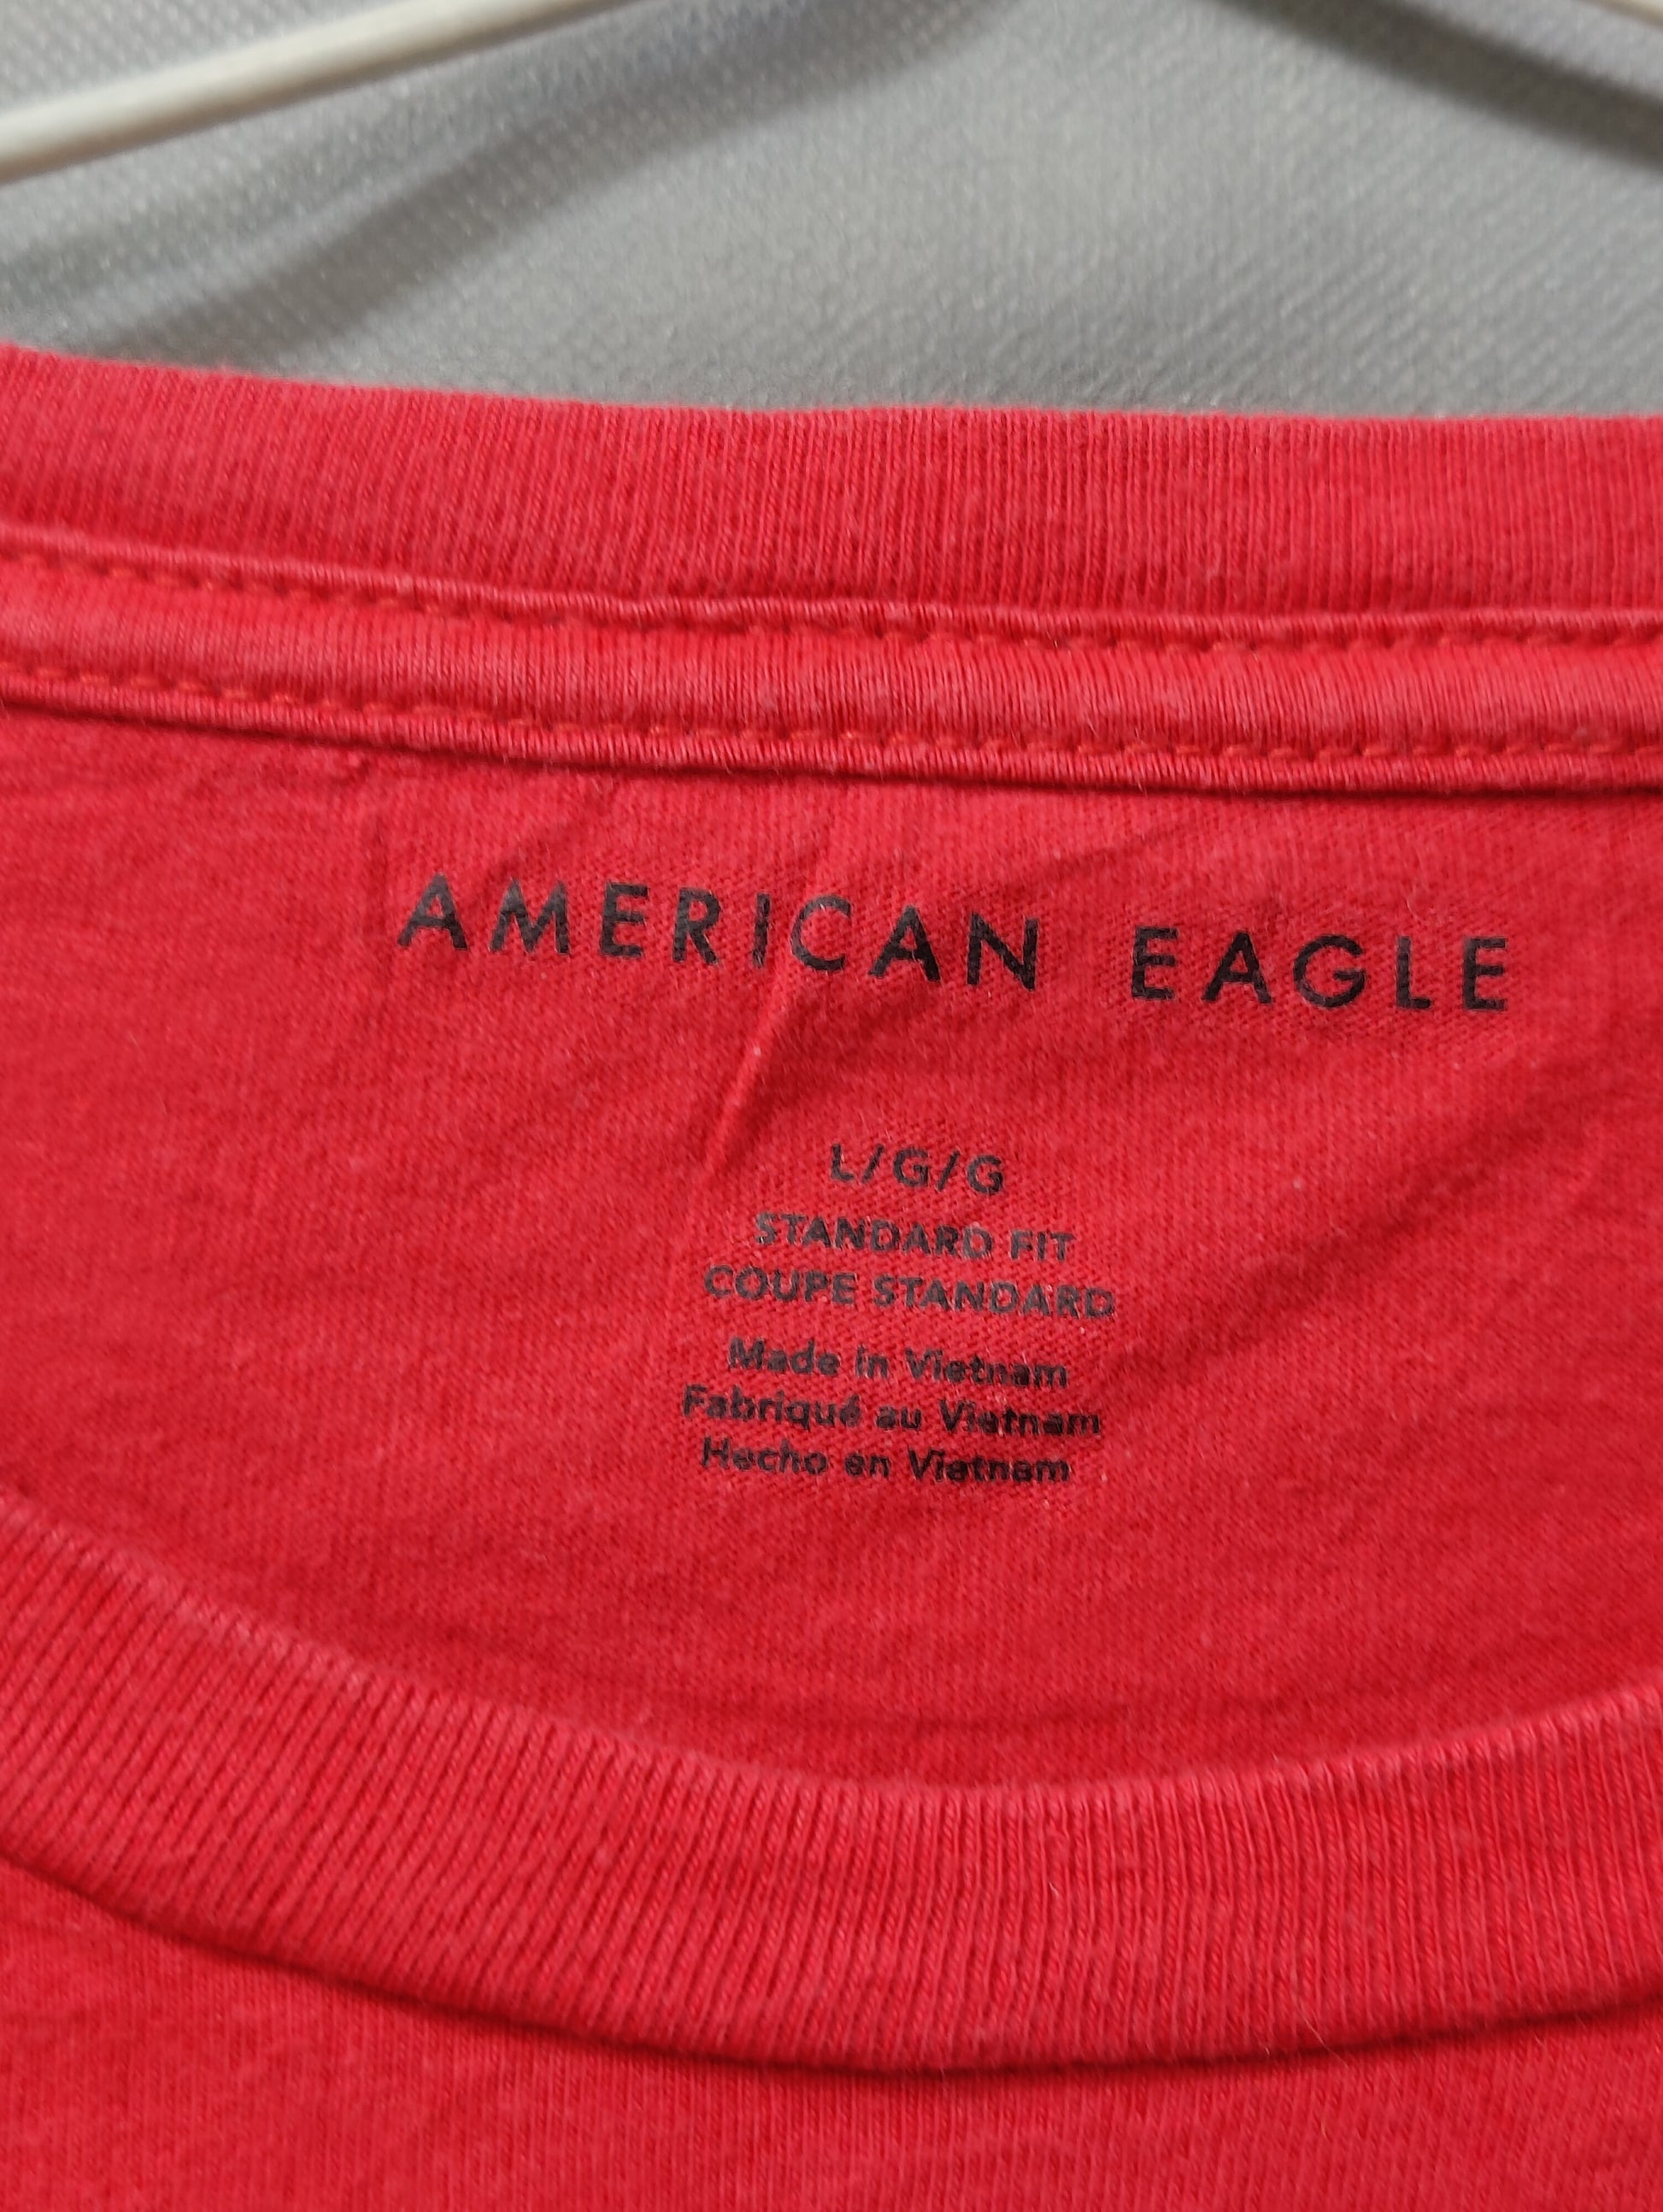 AMERICAN EAGLE
L/G/G
STANDARD FIT
COUPE STANDARD
Made in Vietnam
Fabriqué au Vietnam
Hecho en Vietnam